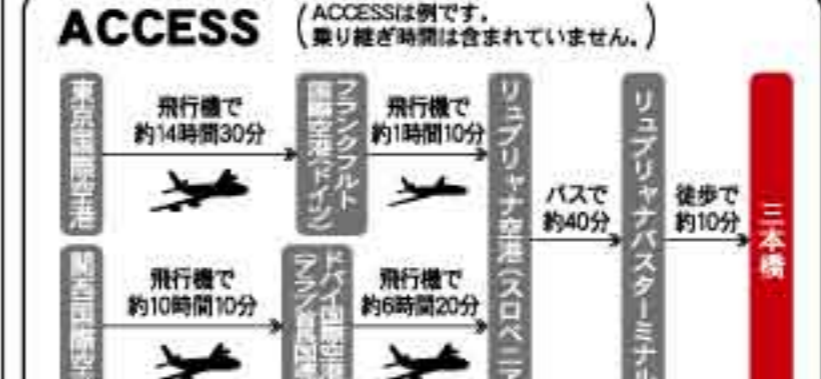 ACCESS
(ACCESSは例です。
乗り継ぎ時間は含まれていません。)
東京国際空港
飛行機で
約14時間30分
フランクフルト
国際空港(ドイツ)
飛行機で
約1時間10分
リュブリャナ空港(スロベニア
バスで
約40分
リュブリャナバスターミナル
徒歩で
約10分
三本橋
関西国際空
飛行機で
約10時間10分
ドバイ国際空港
飛行機で
約6時間20分